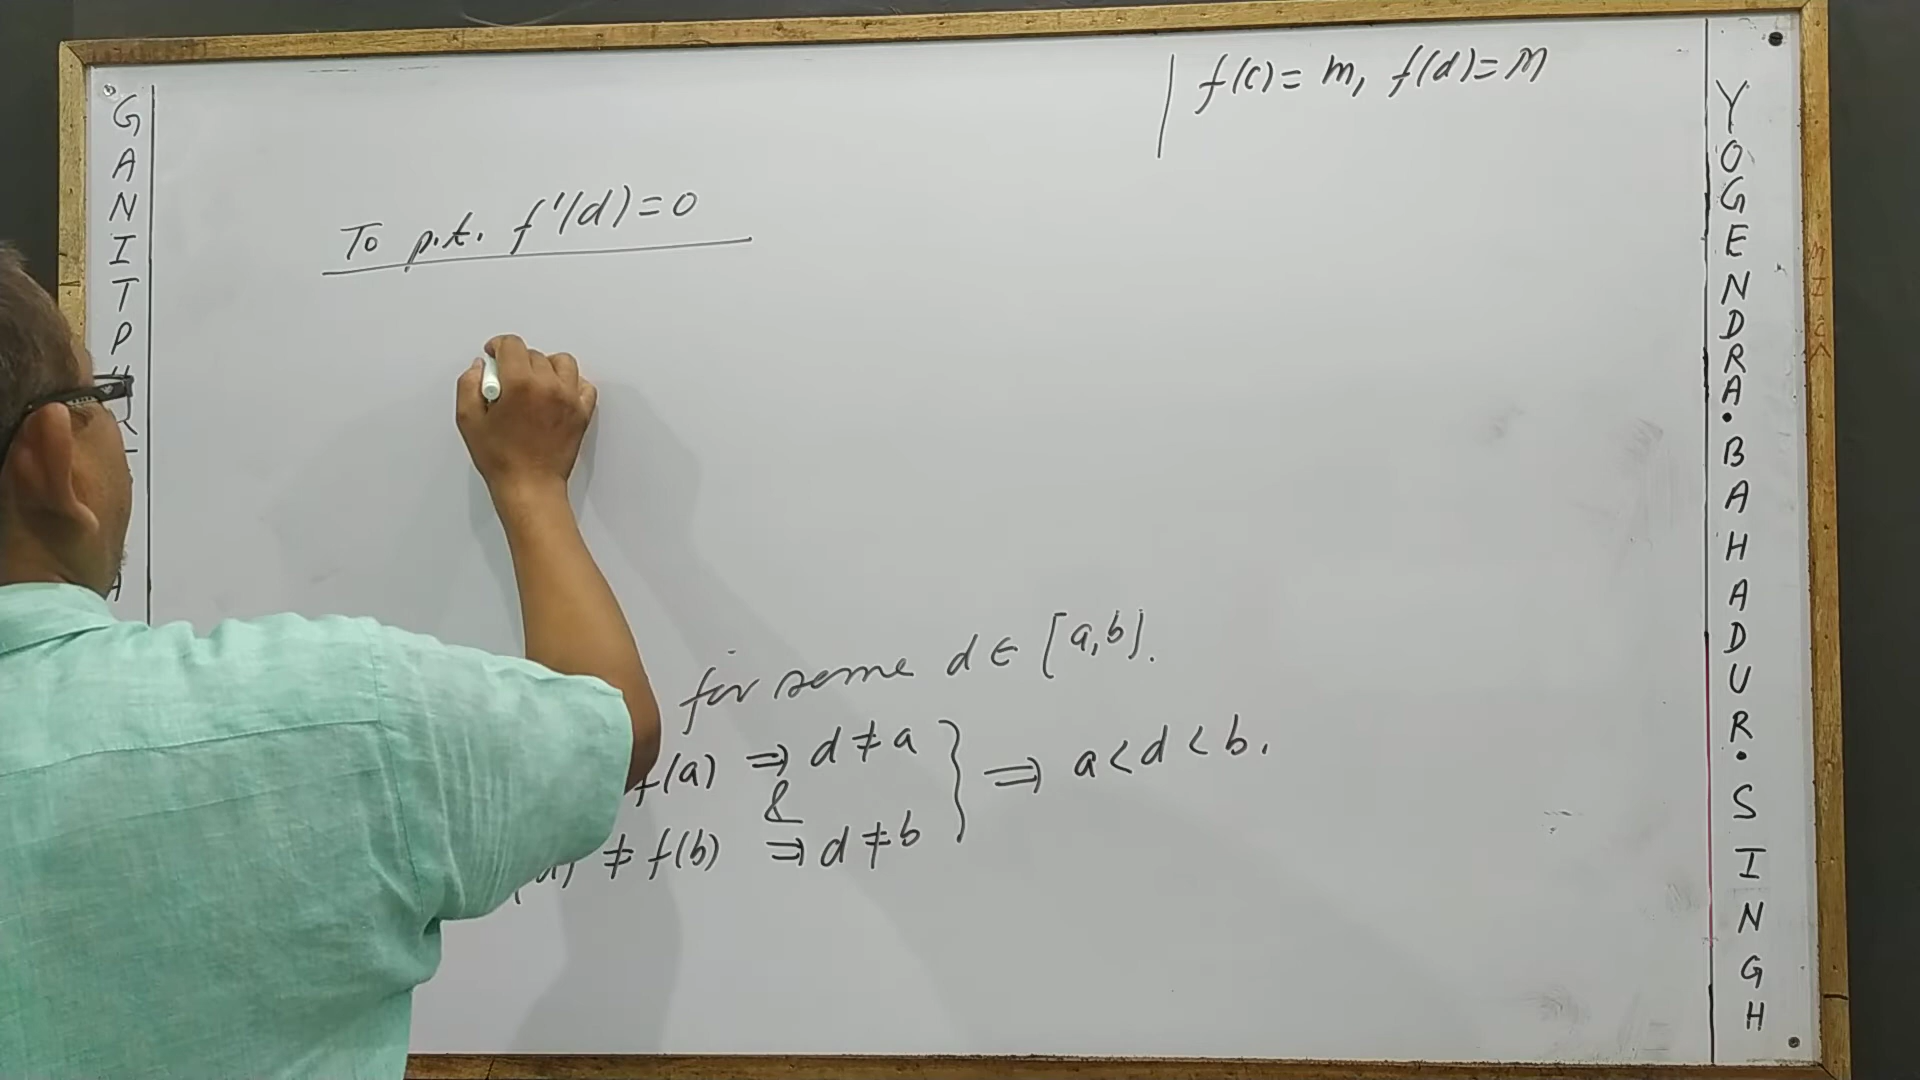 f(c) = m, f(d) = M
To p.t. f'(d) = 0
for some d ∈ [a,b].
f(a) ⇒ d ≠ a
&
≠ f(b) ⇒ d ≠ b
} ⇒ a < d < b.
GANITP
YOGENDRA•BAHADUR•SINGH